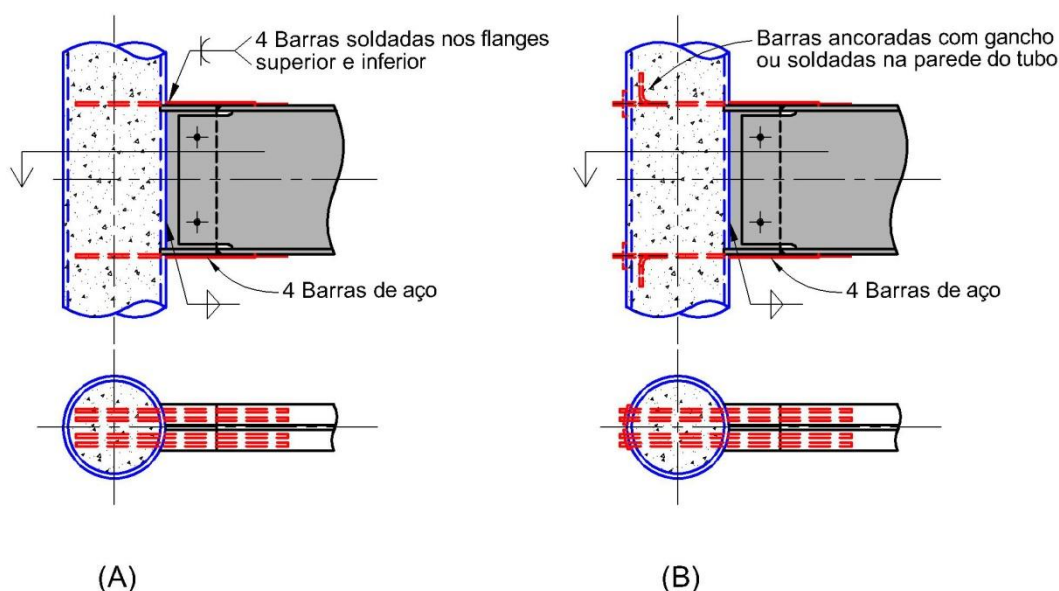 4 Barras soldadas nos flanges
superior e inferior
4 Barras de aço
(A)
Barras ancoradas com gancho
ou soldadas na parede do tubo
4 Barras de aço
(B)